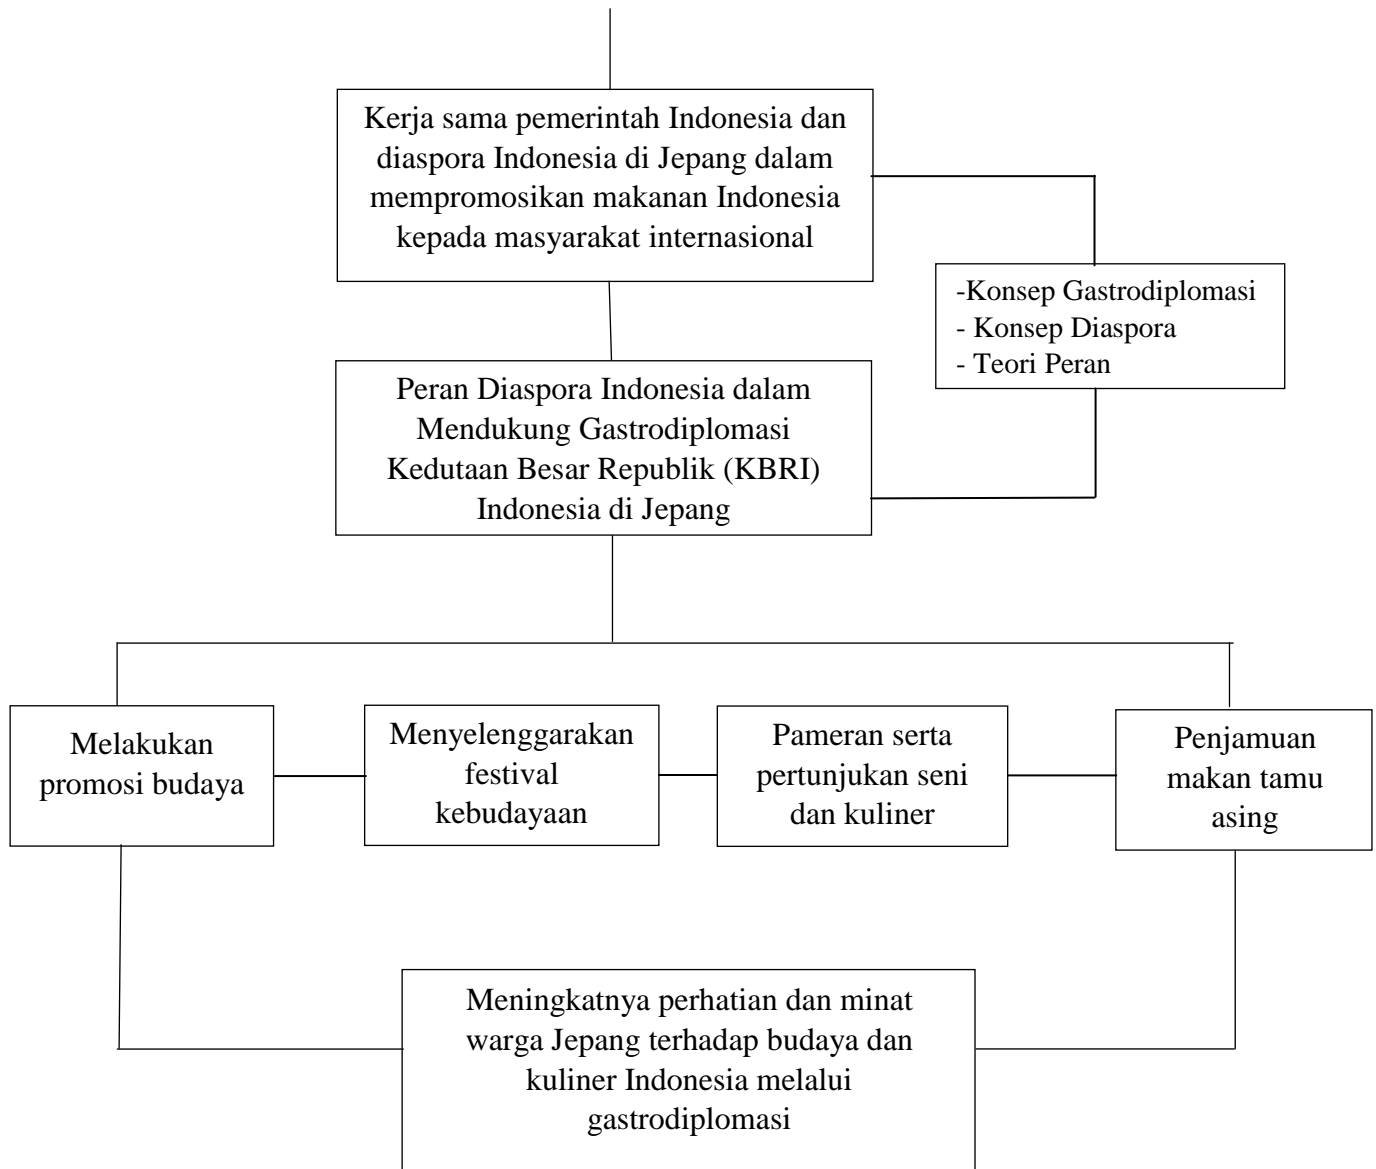 Kerja sama pemerintah Indonesia dan
diaspora Indonesia di Jepang dalam
mempromosikan makanan Indonesia
kepada masyarakat internasional
-Konsep Gastrodiplomasi
- Konsep Diaspora
- Teori Peran
Peran Diaspora Indonesia dalam
Mendukung Gastrodiplomasi
Kedutaan Besar Republik (KBRI)
Indonesia di Jepang
Melakukan
promosi budaya
Menyelenggarakan
festival
kebudayaan
Pameran serta
pertunjukan seni
dan kuliner
Penjamuan
makan tamu
asing
Meningkatnya perhatian dan minat
warga Jepang terhadap budaya dan
kuliner Indonesia melalui
gastrodiplomasi